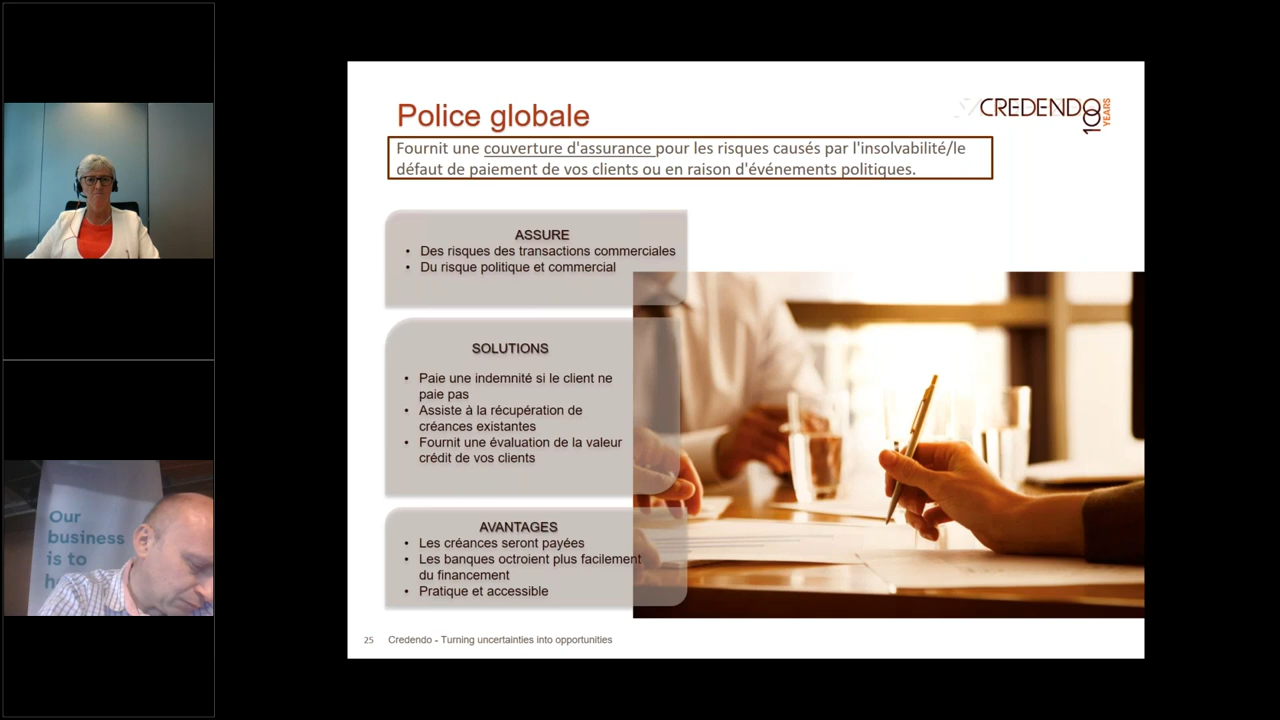 Police globale
CREDENDO
10 YEARS
Fournit une couverture d'assurance pour les risques causés par l'insolvabilité/le
défaut de paiement de vos clients ou en raison d'événements politiques.
ASSURE
• Des risques des transactions commerciales
• Du risque politique et commercial
SOLUTIONS
• Paie une indemnité si le client ne
paie pas
• Assiste à la récupération de
créances existantes
• Fournit une évaluation de la valeur
crédit de vos clients
AVANTAGES
• Les créances seront payées
• Les banques octroient plus facilement
du financement
• Pratique et accessible
25 Credendo - Turning uncertainties into opportunities
Our
business
is to